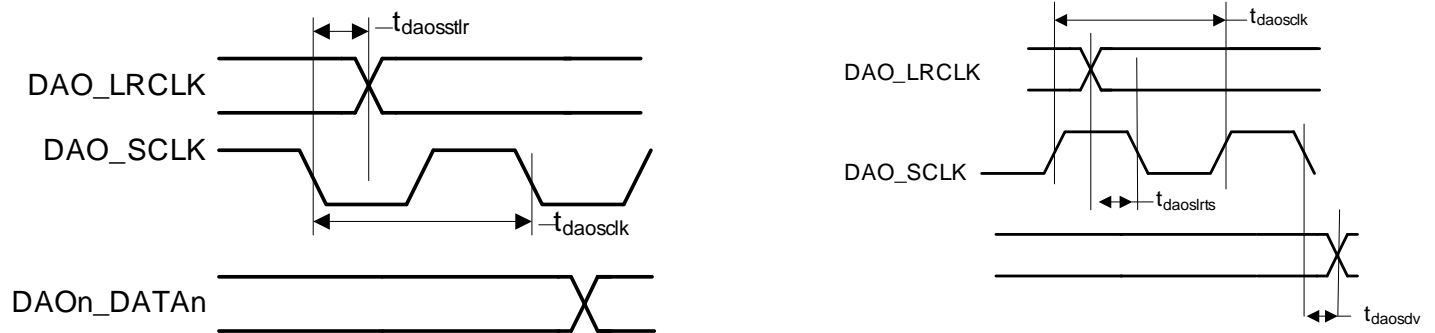 tdaosstlr
DAO_LRCLK
DAO_SCLK
tdaosclk
DAOn_DATAn
tdaosclk
DAO_LRCLK
DAO_SCLK
tdaoslrts
tdaosdv